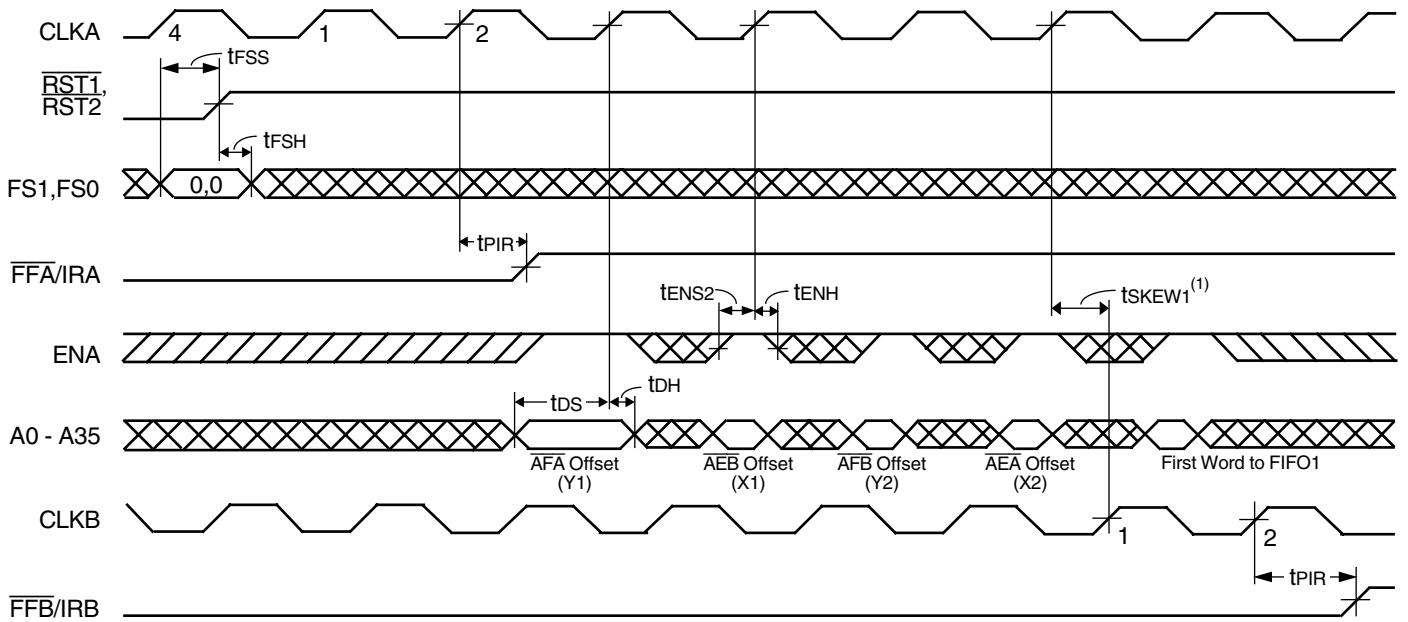 CLKA
4
1
2
tFSS
RST1,
RST2
tFSH
FS1,FS0
0,0
tPIR
FFA/IRA
tENS2
tENH
tSKEW1(1)
ENA
tDS
tDH
A0 - A35
AFA Offset
(Y1)
AEB Offset
(X1)
AFB Offset
(Y2)
AEA Offset
(X2)
First Word to FIFO1
CLKB
1
2
tPIR
FFB/IRB